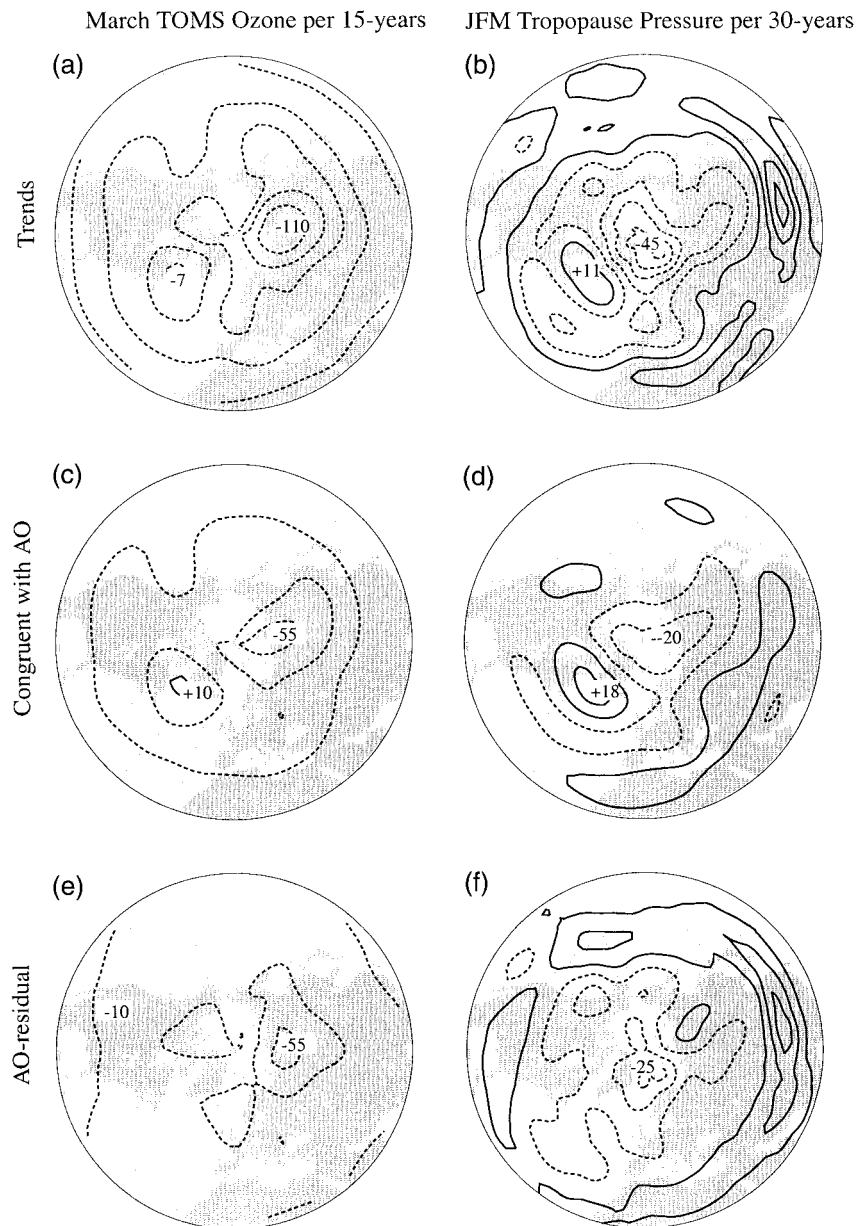 March TOMS Ozone per 15-years
JFM Tropopause Pressure per 30-years
Trends
(a)
-110
-7
(b)
-45
+11
Congruent with AO
(c)
-55
+10
(d)
-20
+18
AO-residual
(e)
-10
-55
(f)
-25